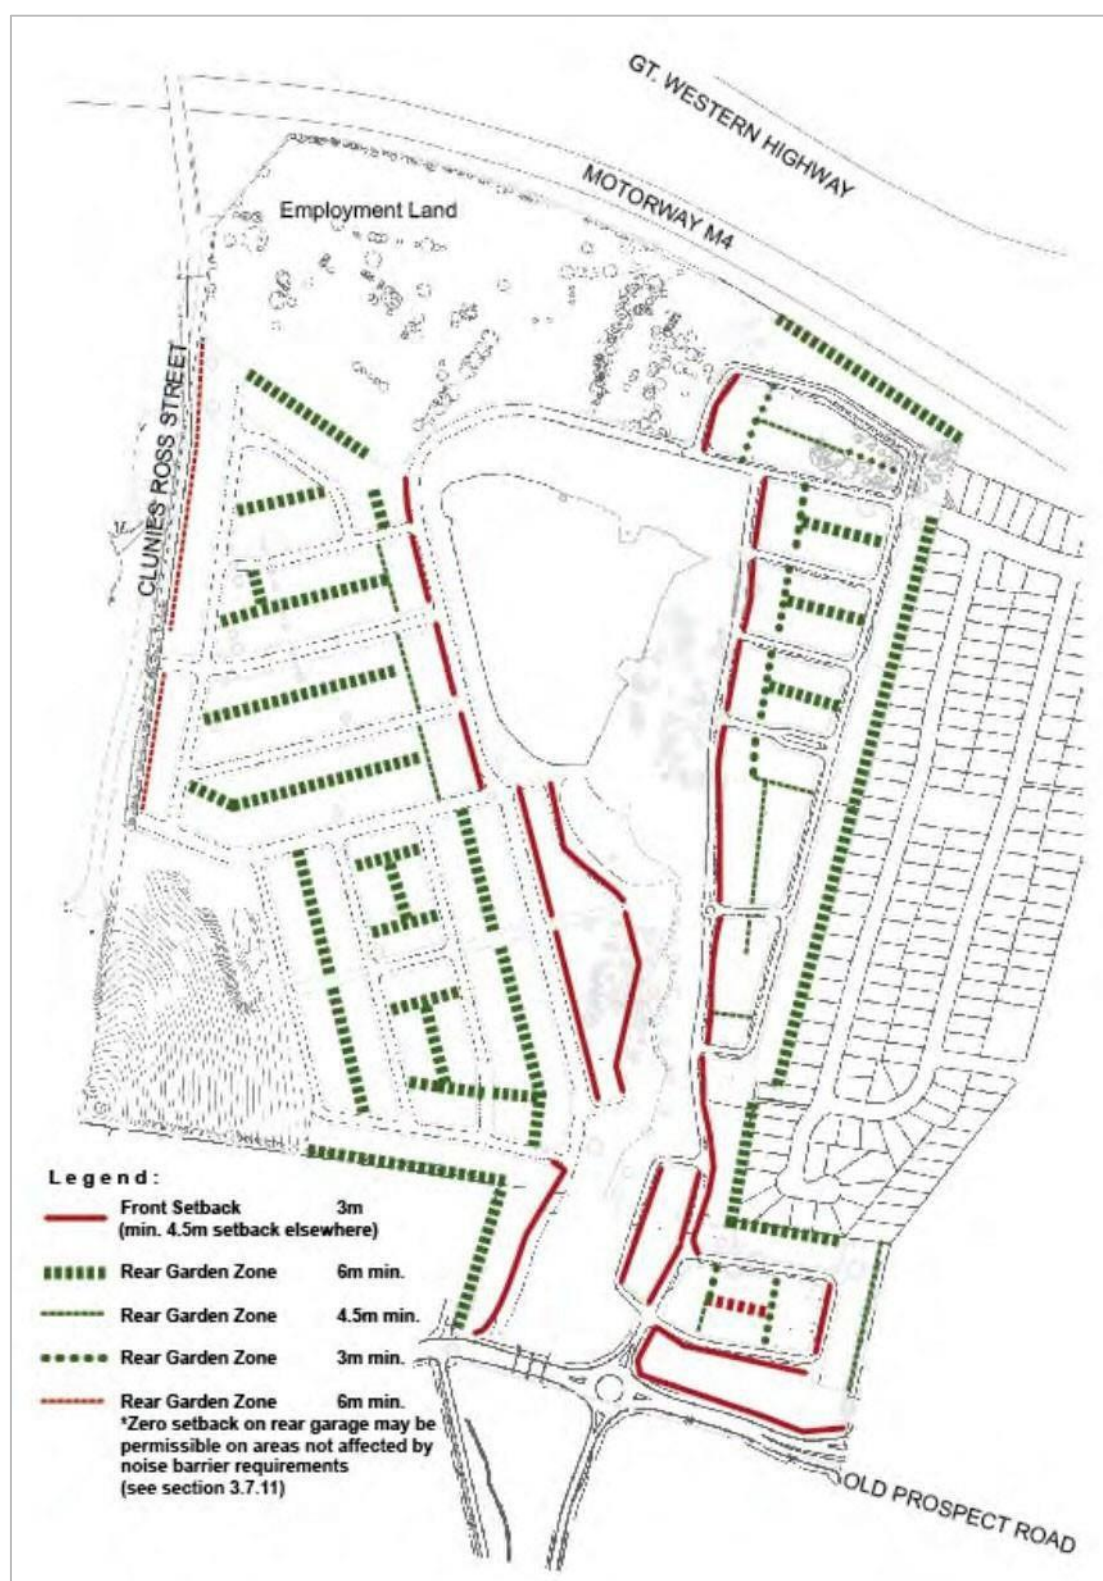 GT. WESTERN HIGHWAY
MOTORWAY M4
Employment Land
CLUNIES ROSS STREET
Legend:
Front Setback 3m
(min. 4.5m setback elsewhere)
Rear Garden Zone 6m min.
Rear Garden Zone 4.5m min.
Rear Garden Zone 3m min.
Rear Garden Zone 6m min.
*Zero setback on rear garage may be
permissible on areas not affected by
noise barrier requirements
(see section 3.7.11)
OLD PROSPECT ROAD